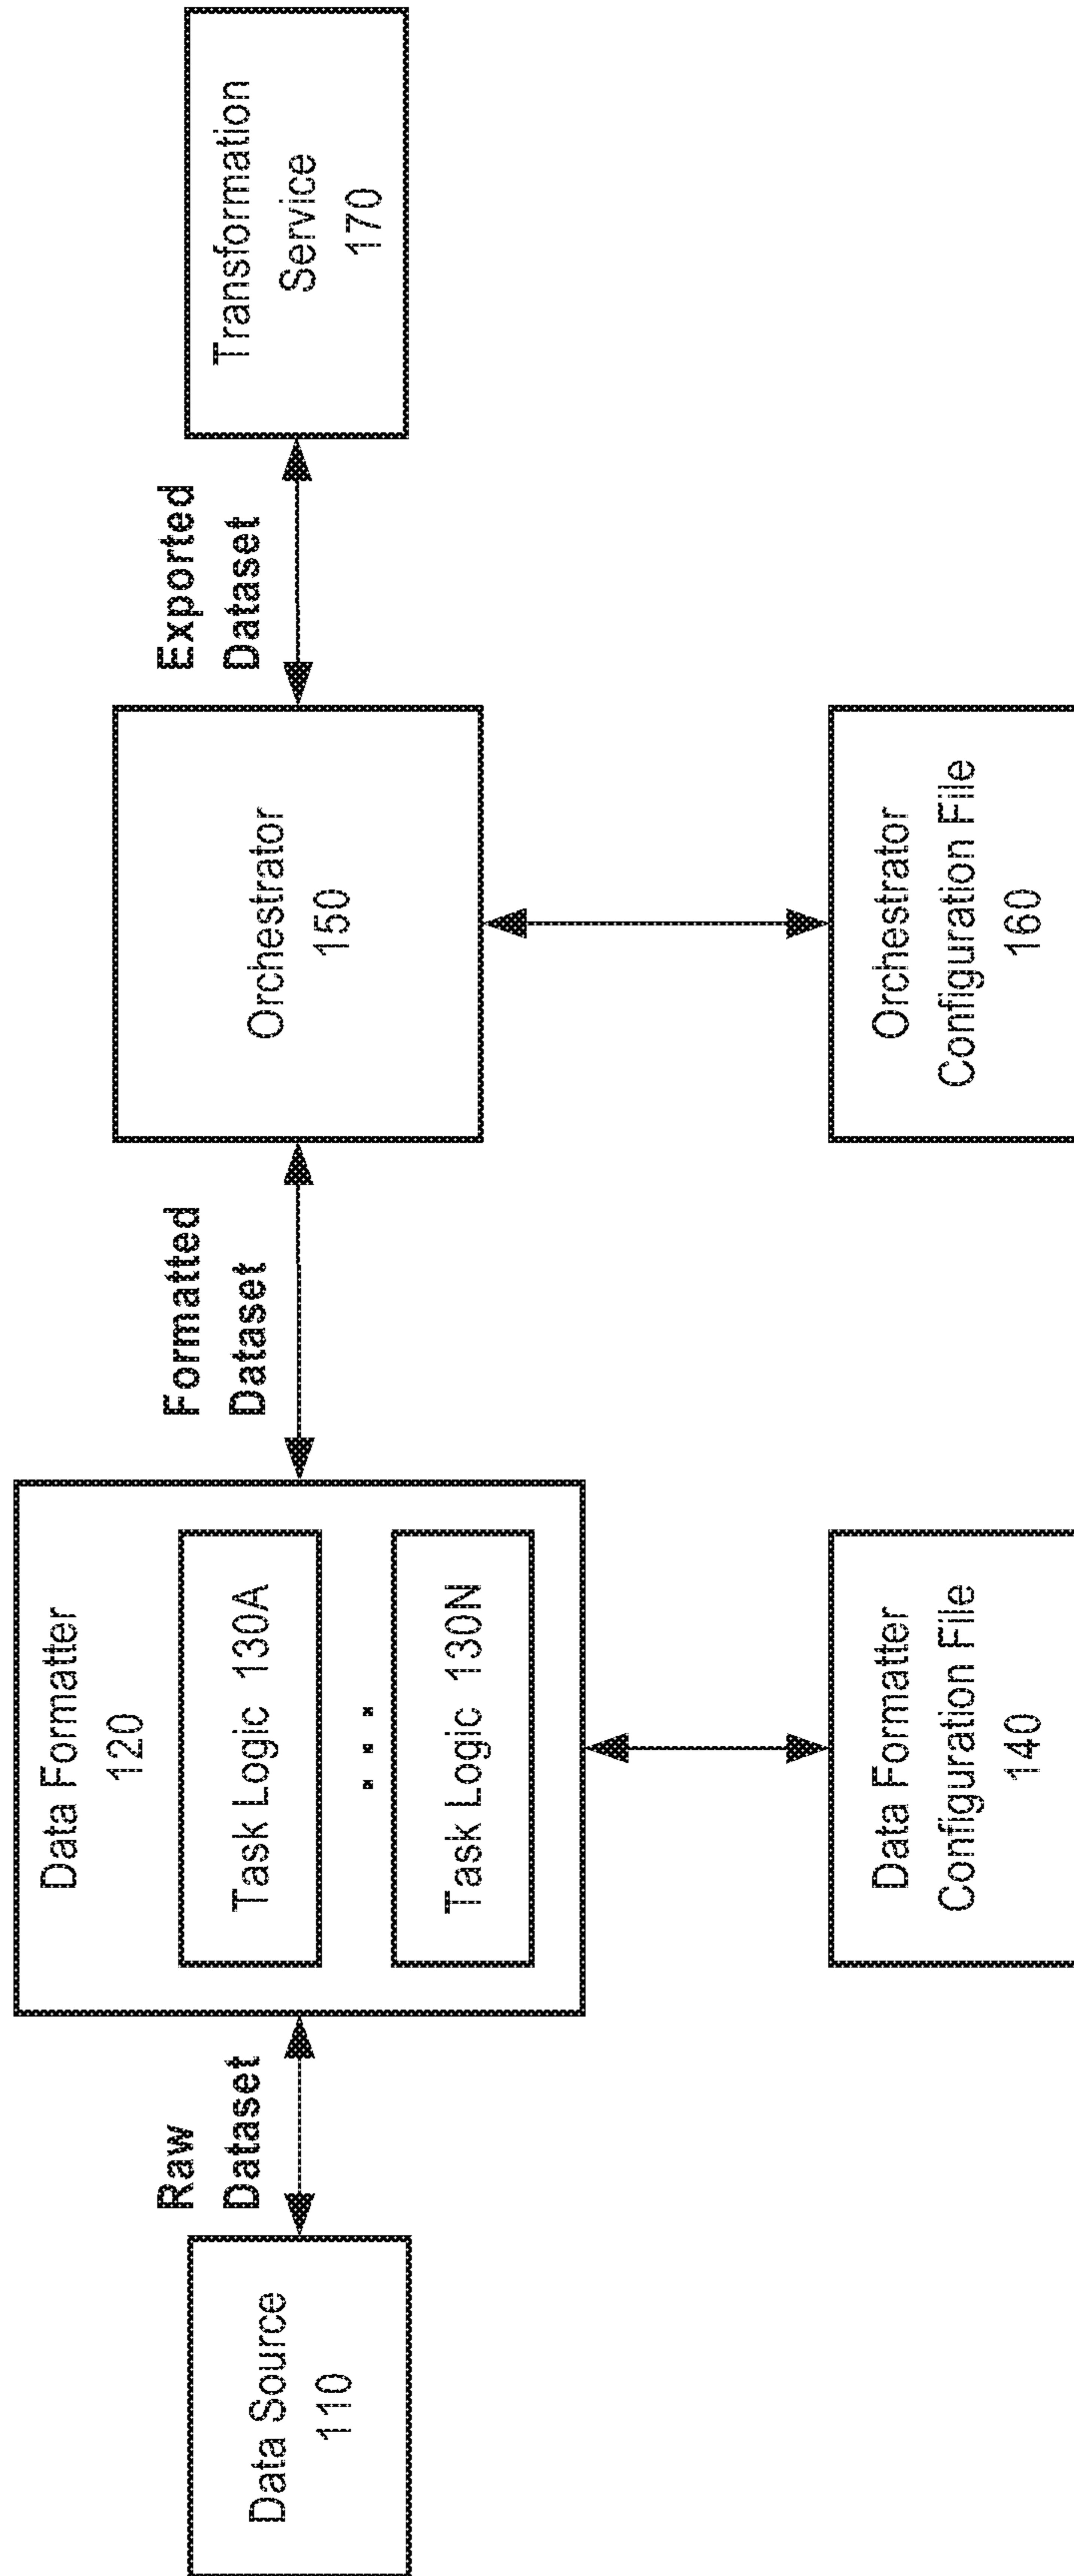 Data Source
110
Raw
Dataset
Data Formatter
120
Task Logic 130A
...
Task Logic 130N
Data Formatter
Configuration File
140
Formatted
Dataset
Orchestrator
150
Orchestrator
Configuration File
160
Exported
Dataset
Transformation
Service
170